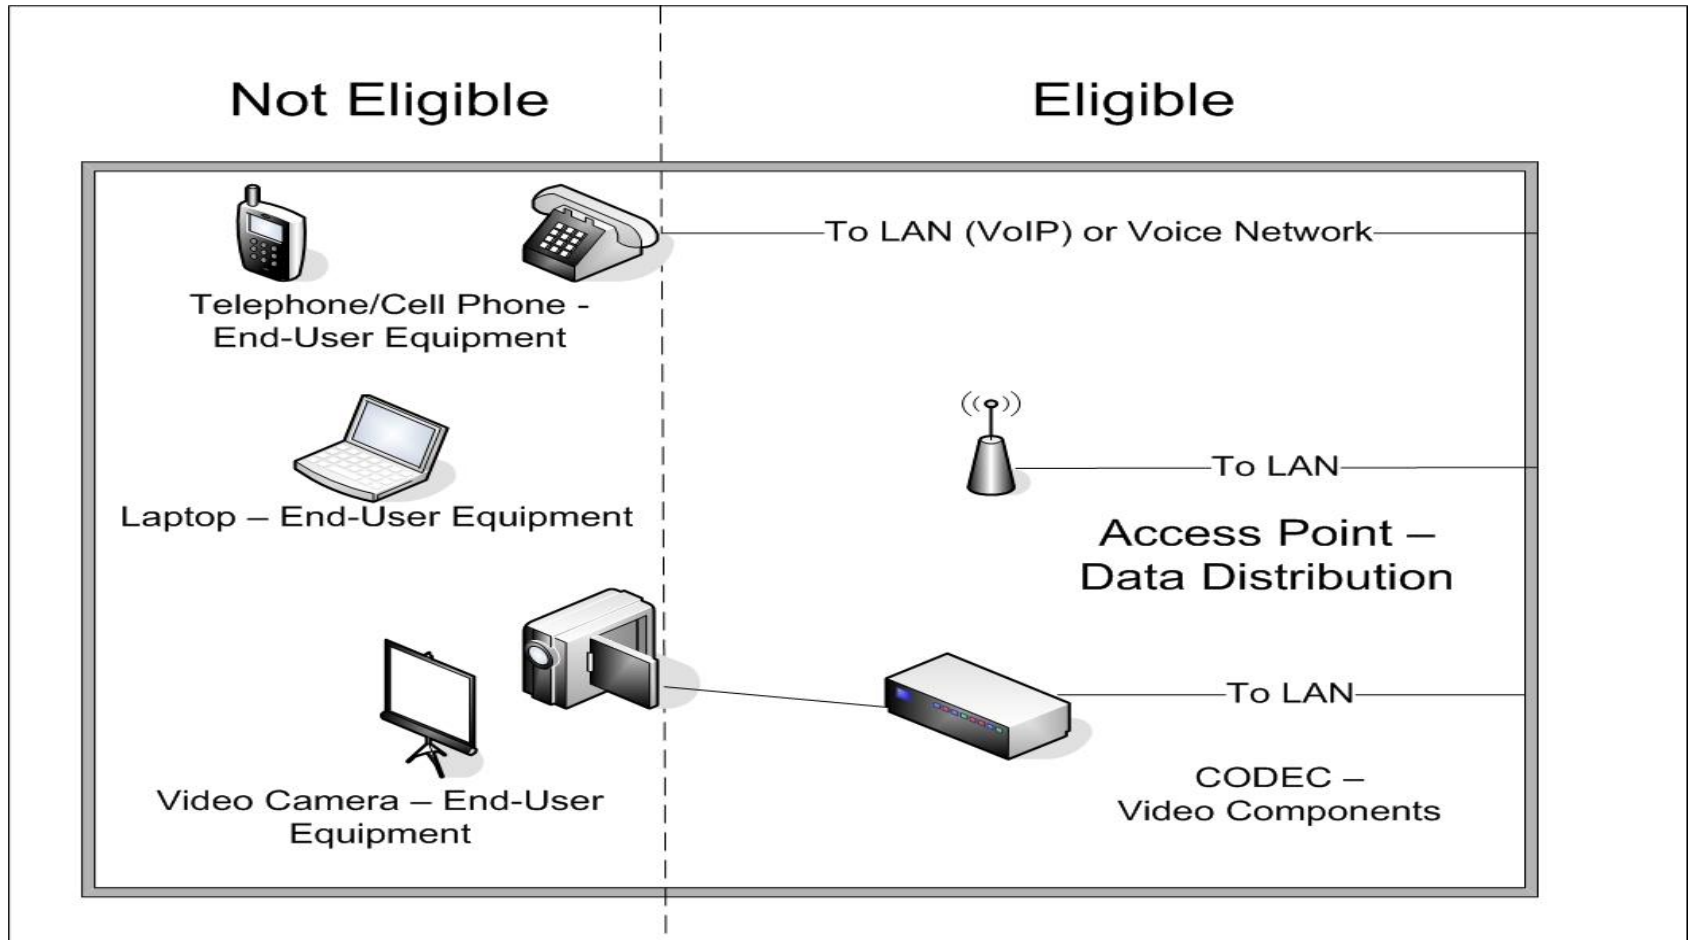 Not Eligible
Eligible
To LAN (VoIP) or Voice Network
Telephone/Cell Phone -
End-User Equipment
To LAN
Laptop – End-User Equipment
Access Point –
Data Distribution
To LAN
Video Camera – End-User
Equipment
CODEC –
Video Components